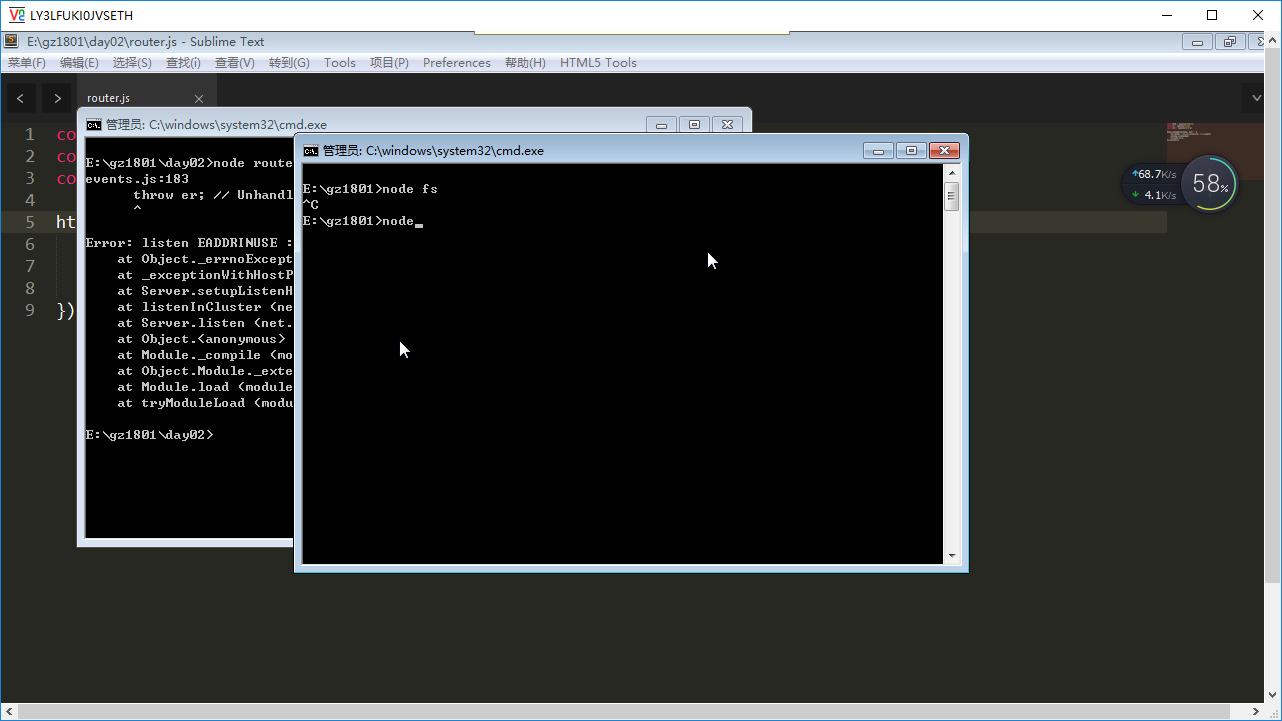 LY3LFUKI0JVSETH
E:\gz1801\day02\router.js - Sublime Text
菜单(F) 编辑(E) 选择(S) 查找(i) 查看(V) 转到(G) Tools 项目(P) Preferences 帮助(H) HTML5 Tools
router.js
1 co
2 co
3 co
4
5 ht
6
7
8
9 })
管理员: C:\windows\system32\cmd.exe
E:\gz1801\day02>node route
events.js:183
throw er; // Unhandl
^
Error: listen EADDRINUSE :
at Object._errnoExcept
at _exceptionWithHostP
at Server.setupListenH
at listenInCluster (ne
at Server.listen (net.
at Object.<anonymous>
at Module._compile (mo
at Object.Module._exte
at Module.load (module
at tryModuleLoad (modu
E:\gz1801\day02>
管理员: C:\windows\system32\cmd.exe
E:\gz1801>node fs
^C
E:\gz1801>node_
68.7K/s
4.1K/s
58%